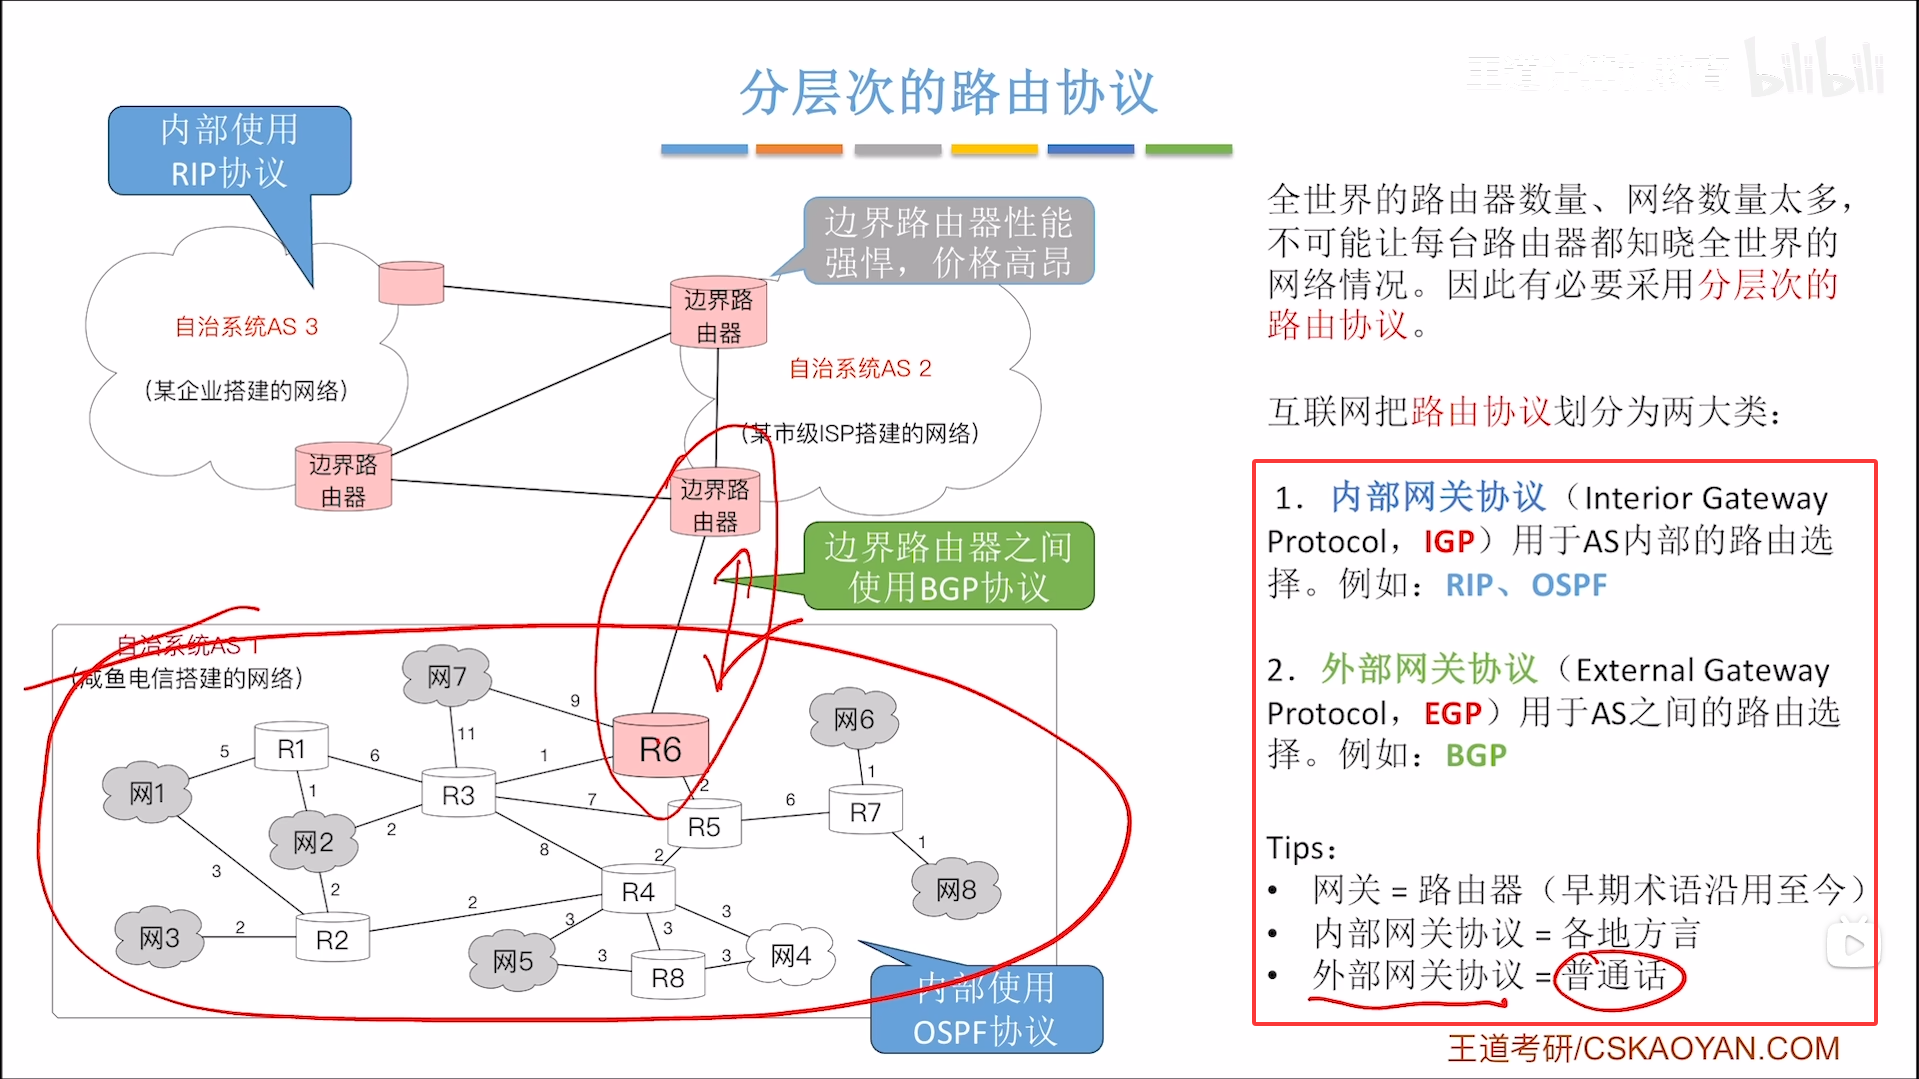 分层次的路由协议
bilibili
内部使用
RIP协议
边界路由器性能
强悍，价格高昂
边界路
由器
自治系统AS 3
（某企业搭建的网络）
自治系统AS 2
（某市级ISP搭建的网络）
边界路
由器
边界路
由器
边界路由器之间
使用BGP协议
自治系统AS 1
（咸鱼电信搭建的网络）
网7
9
11
网6
R6
R1
5
6
1
1
2
1
网1
R3
7
6
R7
R5
1
网2
2
8
2
3
1
网8
R4
2
2
3
3
3
网3
2
R2
网5
3
R8
3
网4
内部使用
OSPF协议
全世界的路由器数量、网络数量太多，
不可能让每台路由器都知晓全世界的
网络情况。因此有必要采用分层次的
路由协议。
互联网把路由协议划分为两大类：
1. 内部网关协议（Interior Gateway
Protocol，IGP）用于AS内部的路由选
择。例如：RIP、OSPF
2. 外部网关协议（External Gateway
Protocol，EGP）用于AS之间的路由选
择。例如：BGP
Tips：
• 网关 = 路由器（早期术语沿用至今）
• 内部网关协议 = 各地方言
• 外部网关协议 = 普通话
王道考研/CSKAOYAN.COM